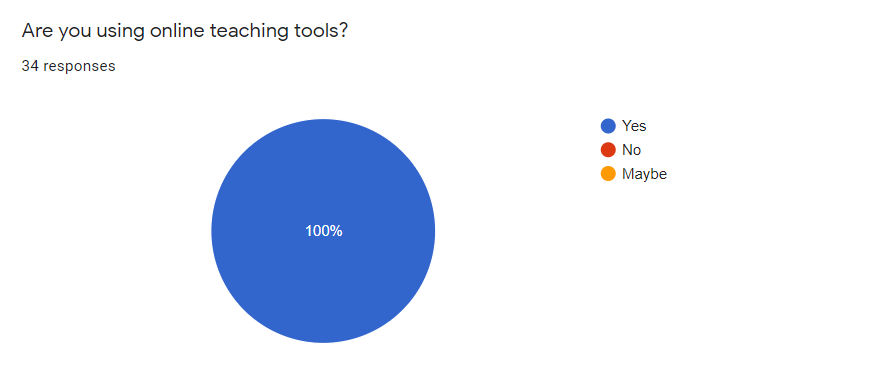 Are you using online teaching tools?
34 responses
100%
Yes
No
Maybe